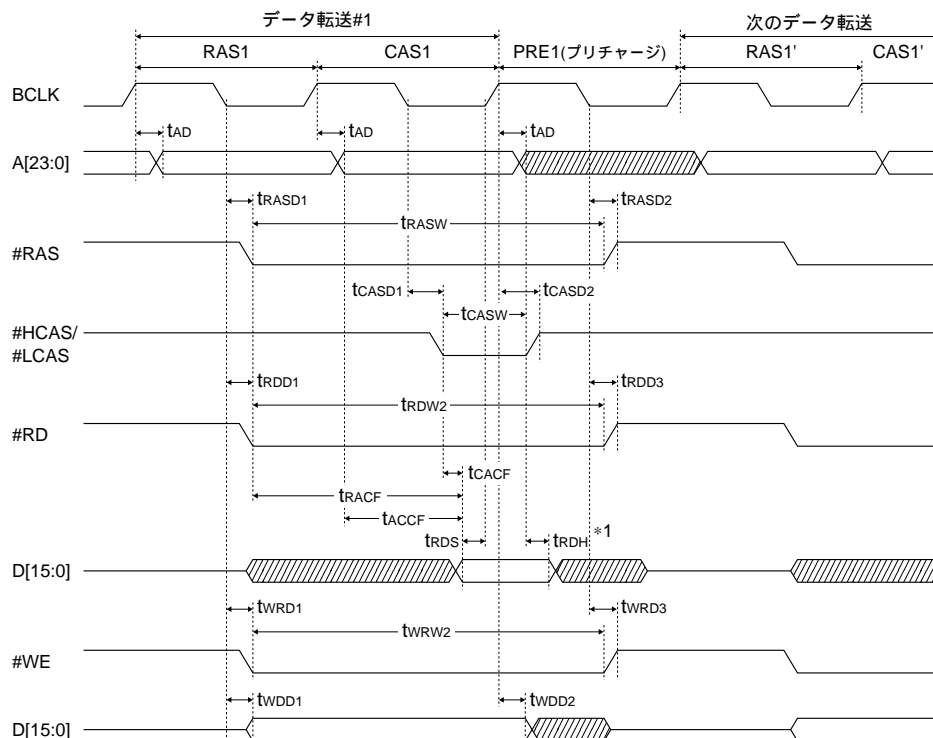 データ転送#1 次のデータ転送
RAS1 CAS1 PRE1(プリチャージ) RAS1' CAS1'
BCLK
tAD tAD tAD
A[23:0]
tRASD1 tRASD2
tRASW
#RAS
tCASD1 tCASD2
tCASW
#HCAS/
#LCAS
tRDD1 tRDD3
tRDW2
#RD
tCACF
tRACF
tACCF
tRDS tRDH *1
D[15:0]
tWRD1 tWRD3
tWRW2
#WE
tWDD1 tWDD2
D[15:0]